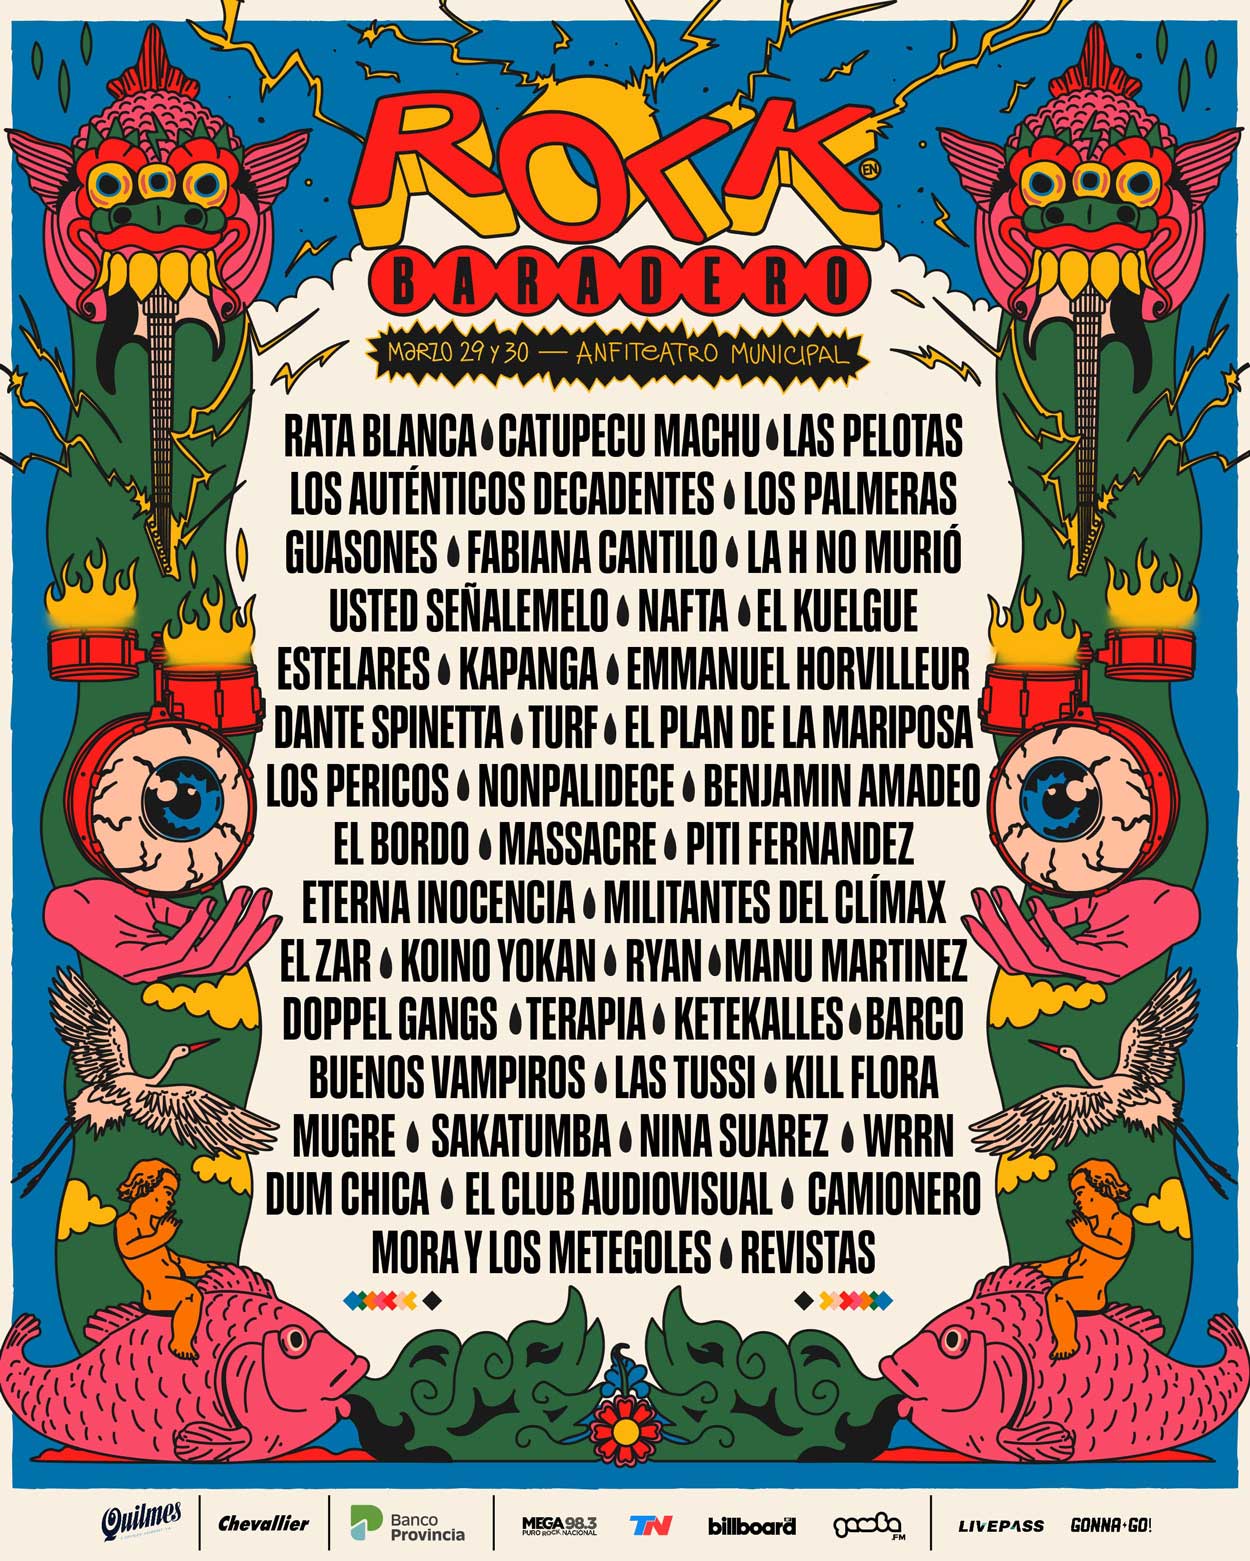 ROCK
EN
BARADERO
MARZO 29 Y 30 — ANFITEATRO MUNICIPAL
RATA BLANCA CATUPECU MACHU LAS PELOTAS
LOS AUTÉNTICOS DECADENTES LOS PALMERAS
GUASONES FABIANA CANTILO LA H NO MURIÓ
USTED SEÑALEMELO NAFTA EL KUELGUE
ESTELARES KAPANGA EMMANUEL HORVILLEUR
DANTE SPINETTA TURF EL PLAN DE LA MARIPOSA
LOS PERICOS NONPALIDECE BENJAMIN AMADEO
EL BORDO MASSACRE PITI FERNANDEZ
ETERNA INOCENCIA MILITANTES DEL CLÍMAX
EL ZAR KOINO YOKAN RYAN MANU MARTINEZ
DOPPEL GANGS TERAPIA KETEKALLES BARCO
BUENOS VAMPIROS LAS TUSSI KILL FLORA
MUGRE SAKATUMBA NINA SUAREZ WRRN
DUM CHICA EL CLUB AUDIOVISUAL CAMIONERO
MORA Y LOS METEGOLES REVISTAS
Quilmes
Chevallier
Banco
Provincia
MEGA 98.3
PURO ROCK NACIONAL
TN
billboard
gamba
.FM
LIVEPASS
GONNA GO!